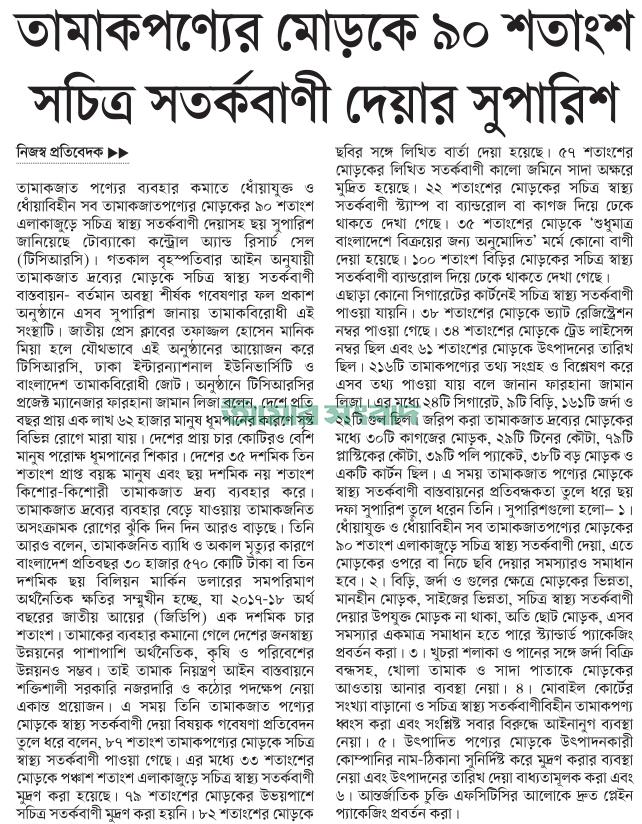 তামাকপণ্যের মোড়কে ৯০ শতাংশ
সচিত্র সতর্কবাণী দেয়ার সুপারিশ
নিজস্ব প্রতিবেদক ▶▶
তামাকজাত পণ্যের ব্যবহার কমাতে ধোঁয়াযুক্ত ও
ধোঁয়াবিহীন সব তামাকজাতপণ্যের মোড়কের ৯০ শতাংশ
এলাকাজুড়ে সচিত্র স্বাস্থ্য সতর্কবাণী দেয়াসহ ছয় সুপারিশ
জানিয়েছে টোব্যাকো কন্ট্রোল অ্যান্ড রিসার্চ সেল
(টিসিআরসি)। গতকাল বৃহস্পতিবার আইন অনুযায়ী
তামাকজাত দ্রব্যের মোড়কে সচিত্র স্বাস্থ্য সতর্কবাণী
বাস্তবায়ন- বর্তমান অবস্থা শীর্ষক গবেষণার ফল প্রকাশ
অনুষ্ঠানে এসব সুপারিশ জানায় তামাকবিরোধী এই
সংস্থাটি। জাতীয় প্রেস ক্লাবের তফাজ্জল হোসেন মানিক
মিয়া হলে যৌথভাবে এই অনুষ্ঠানের আয়োজন করে
টিসিআরসি, ঢাকা ইন্টারন্যাশনাল ইউনিভার্সিটি ও
বাংলাদেশ তামাকবিরোধী জোট। অনুষ্ঠানে টিসিআরসির
প্রজেক্ট ম্যানেজার ফারহানা জামান লিজা বলেন, দেশে প্রতি
বছর প্রায় এক লাখ ৬২ হাজার মানুষ ধূমপানের কারণে সৃষ্ট
বিভিন্ন রোগে মারা যায়। দেশের প্রায় চার কোটিরও বেশি
মানুষ পরোক্ষ ধূমপানের শিকার। দেশের ৩৫ দশমিক তিন
শতাংশ প্রাপ্ত বয়স্ক মানুষ এবং ছয় দশমিক নয় শতাংশ
কিশোর-কিশোরী তামাকজাত দ্রব্য ব্যবহার করে।
তামাকজাত দ্রব্যের ব্যবহার বেড়ে যাওয়ায় তামাকজনিত
অসংক্রামক রোগের ঝুঁকি দিন দিন আরও বাড়ছে। তিনি
আরও বলেন, তামাকজনিত ব্যাধি ও অকাল মৃত্যুর কারণে
বাংলাদেশ প্রতিবছর ৩০ হাজার ৫৭০ কোটি টাকা বা তিন
দশমিক ছয় বিলিয়ন মার্কিন ডলারের সমপরিমাণ
অর্থনৈতিক ক্ষতির সম্মুখীন হচ্ছে, যা ২০১৭-১৮ অর্থ
বছরের জাতীয় আয়ের (জিডিপি) এক দশমিক চার
শতাংশ। তামাকের ব্যবহার কমানো গেলে দেশের জনস্বাস্থ্য
উন্নয়নের পাশাপাশি অর্থনৈতিক, কৃষি ও পরিবেশের
উন্নয়নও সম্ভব। তাই তামাক নিয়ন্ত্রণ আইন বাস্তবায়নে
শক্তিশালী সরকারি নজরদারি ও কঠোর পদক্ষেপ নেয়া
একান্ত প্রয়োজন। এ সময় তিনি তামাকজাত পণ্যের
মোড়কে স্বাস্থ্য সতর্কবাণী দেয়া বিষয়ক গবেষণা প্রতিবেদন
তুলে ধরে বলেন, ৮৭ শতাংশ তামাকপণ্যের মোড়কে সচিত্র
স্বাস্থ্য সতর্কবাণী পাওয়া গেছে। এর মধ্যে ৩৩ শতাংশের
মোড়কে পঞ্চাশ শতাংশ এলাকাজুড়ে সচিত্র স্বাস্থ্য সতর্কবাণী
মুদ্রণ করা হয়েছে। ৭৯ শতাংশের মোড়কের উভয়পাশে
সচিত্র সতর্কবাণী মুদ্রণ করা হয়নি। ৮২ শতাংশের মোড়কে
ছবির সঙ্গে লিখিত বার্তা দেয়া হয়েছে। ৫৭ শতাংশের
মোড়কের লিখিত সতর্কবাণী কালো জমিনে সাদা অক্ষরে
মুদ্রিত হয়েছে। ২২ শতাংশের মোড়কের সচিত্র স্বাস্থ্য
সতর্কবাণী স্ট্যাম্প বা ব্যান্ডরোল বা কাগজ দিয়ে ঢেকে
থাকতে দেখা গেছে। ৩৫ শতাংশের মোড়কে ‘শুধুমাত্র
বাংলাদেশে বিক্রয়ের জন্য অনুমোদিত’ মর্মে কোনো বাণী
দেয়া হয়েছে। ১০০ শতাংশ বিড়ির মোড়কের সচিত্র স্বাস্থ্য
সতর্কবাণী ব্যান্ডরোল দিয়ে ঢেকে থাকতে দেখা গেছে।
এছাড়া কোনো সিগারেটের কার্টনেই সচিত্র স্বাস্থ্য সতর্কবাণী
পাওয়া যায়নি। ৩৮ শতাংশের মোড়কে ভ্যাট রেজিস্ট্রেশন
নম্বর পাওয়া গেছে। ৩৪ শতাংশের মোড়কে ট্রেড লাইসেন্স
নম্বর ছিল এবং ৬১ শতাংশের মোড়কে উৎপাদনের তারিখ
ছিল। ২১৬টি তামাকপণ্যের তথ্য সংগ্রহ ও বিশ্লেষণ করে
এসব তথ্য পাওয়া যায় বলে জানান ফারহানা জামান
লিজা। এর মধ্যে ২৪টি সিগারেট, ৯টি বিড়ি, ১৬১টি জর্দা ও
২২টি গুল ছিল। জরিপ করা তামাকজাত দ্রব্যের মোড়কের
মধ্যে ৩০টি কাগজের মোড়ক, ২৯টি টিনের কৌটা, ৭৯টি
প্লাস্টিকের কৌটা, ৩৯টি পলি প্যাকেট, ৩৮টি বড় মোড়ক ও
একটি কার্টন ছিল। এ সময় তামাকজাত পণ্যের মোড়কে
স্বাস্থ্য সতর্কবাণী বাস্তবায়নের প্রতিবন্ধকতা তুলে ধরে ছয়
দফা সুপারিশ তুলে ধরেন তিনি। সুপারিশগুলো হলো– ১।
ধোঁয়াযুক্ত ও ধোঁয়াবিহীন সব তামাকজাতপণ্যের মোড়কের
৯০ শতাংশ এলাকাজুড়ে সচিত্র স্বাস্থ্য সতর্কবাণী দেয়া, এতে
মোড়কের ওপরে বা নিচে ছবি দেয়ার সমস্যারও সমাধান
হবে। ২। বিড়ি, জর্দা ও গুলের ক্ষেত্রে মোড়কের ভিন্নতা,
মানহীন মোড়ক, সাইজের ভিন্নতা, সচিত্র স্বাস্থ্য সতর্কবাণী
দেয়ার উপযুক্ত মোড়ক না থাকা, অতি ছোট মোড়ক, এসব
সমস্যার একমাত্র সমাধান হতে পারে স্ট্যান্ডার্ড প্যাকেজিং
প্রবর্তন করা। ৩। খুচরা শলাকা ও পানের সঙ্গে জর্দা বিক্রি
বন্ধসহ, খোলা তামাক ও সাদা পাতাকে মোড়কের
আওতায় আনার ব্যবস্থা নেয়া। ৪। মোবাইল কোর্টের
সংখ্যা বাড়ানো ও সচিত্র স্বাস্থ্য সতর্কবাণীবিহীন তামাকপণ্য
ধ্বংস করা এবং সংশ্লিষ্ট সবার বিরুদ্ধে আইনানুগ ব্যবস্থা
নেয়া। ৫। উৎপাদিত পণ্যের মোড়কে উৎপাদনকারী
কোম্পানির নাম-ঠিকানা সুনির্দিষ্ট করে মুদ্রণ করার ব্যবস্থা
নেয়া এবং উৎপাদনের তারিখ দেয়া বাধ্যতামূলক করা এবং
৬। আন্তর্জাতিক চুক্তি এফসিটিসির আলোকে দ্রুত প্লেইন
প্যাকেজিং প্রবর্তন করা।
আমার সংবাদ